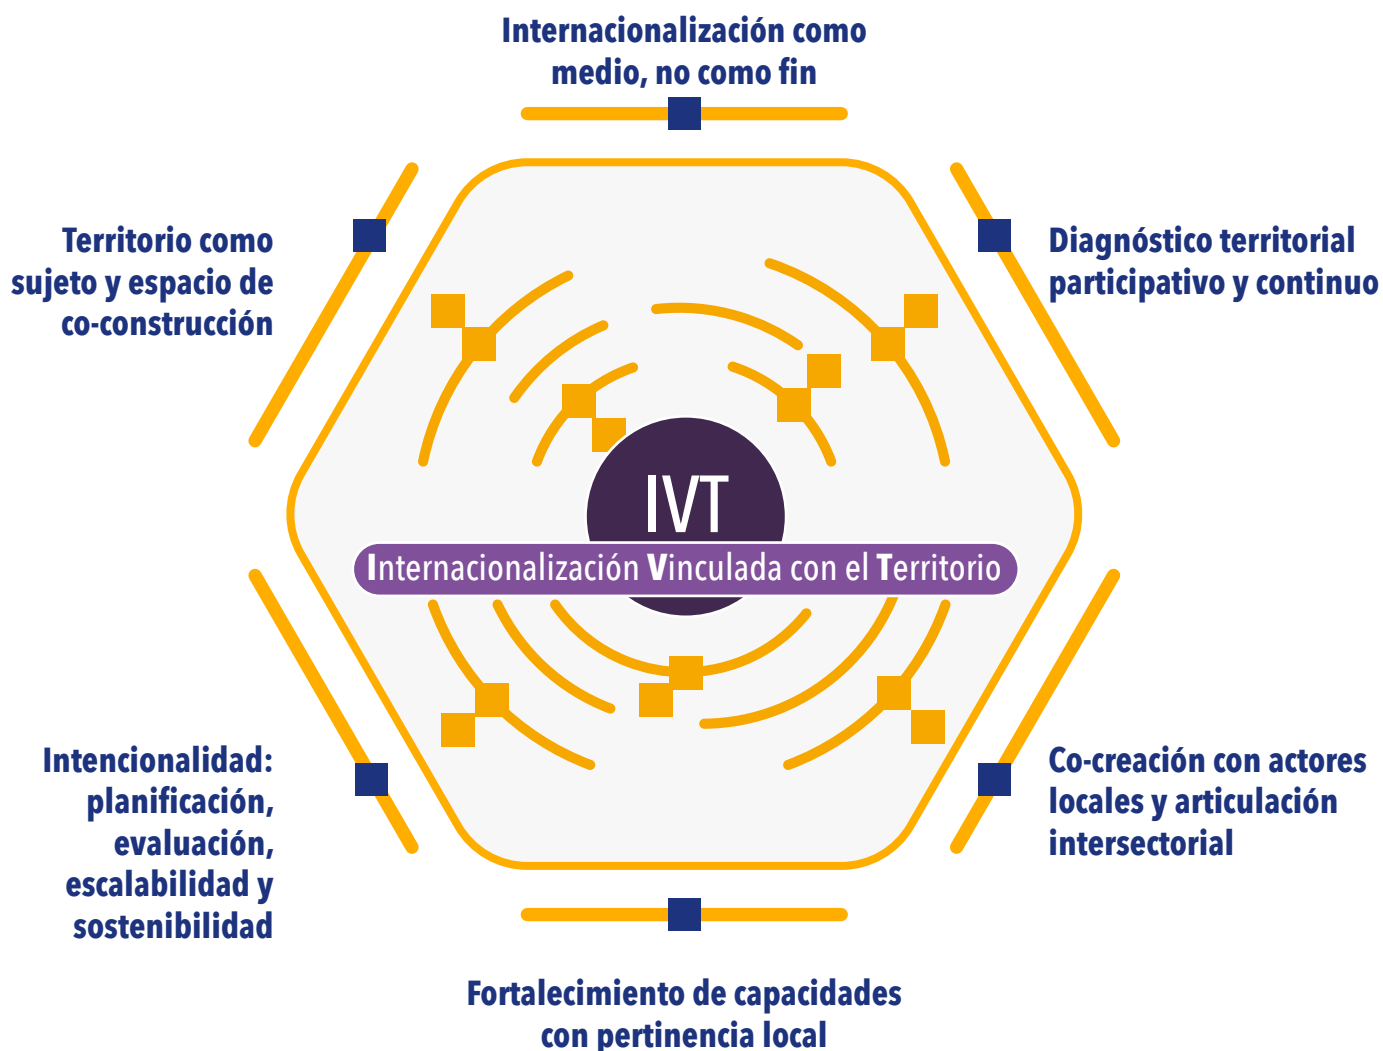 Internacionalización como
medio, no como fin
Territorio como
sujeto y espacio de
co-construcción
Diagnóstico territorial
participativo y continuo
IVT
Internacionalización Vinculada con el Territorio
Intencionalidad:
planificación,
evaluación,
escalabilidad y
sostenibilidad
Co-creación con actores
locales y articulación
intersectorial
Fortalecimiento de capacidades
con pertinencia local